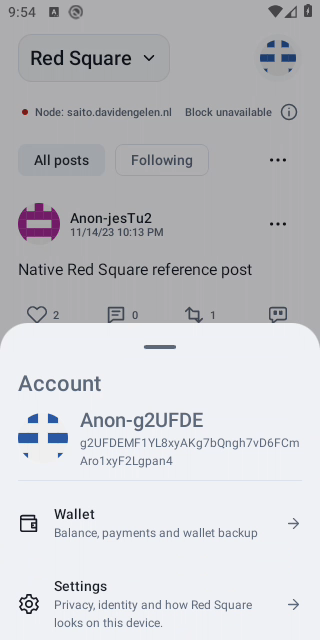 9:54
Red Square
Node: saito.davidengelen.nl Block unavailable
All posts Following
Anon-jesTu2
11/14/23 10:13 PM
Native Red Square reference post
2 0 1
Account
Anon-g2UFDE
g2UFDEMF1YL8xyAKg7bQngh7vD6FCm
Aro1xyF2Lgpan4
Wallet
Balance, payments and wallet backup
Settings
Privacy, identity and how Red Square
looks on this device.